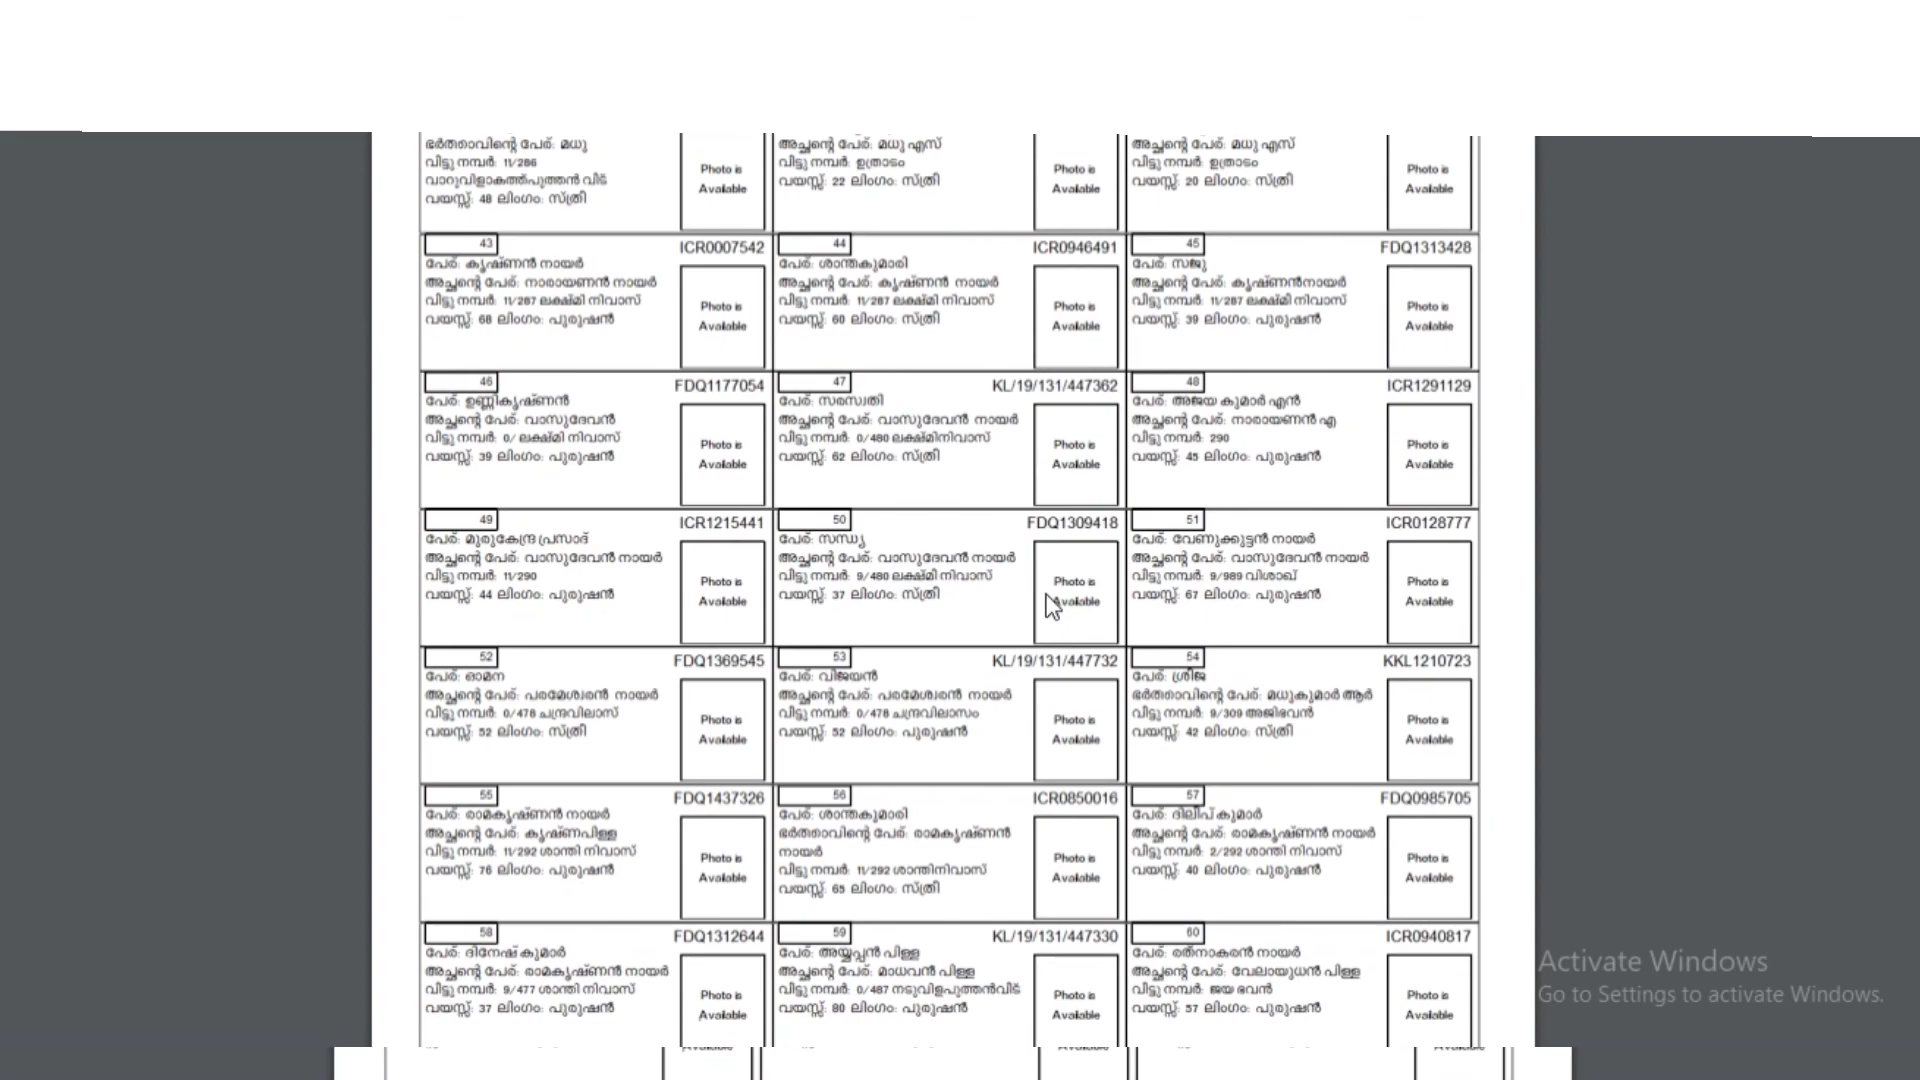 ഭർത്താവിന്റെ പേര്: മധു
വീട്ടു നമ്പർ: 11/286
വാറുവിളാകത്ത്പുത്തൻ വീട്
വയസ്സ്: 48 ലിംഗം: സ്ത്രീ
Photo is
Available
അച്ഛന്റെ പേര്: മധു എസ്
വീട്ടു നമ്പർ: ഉത്രാടം
വയസ്സ്: 22 ലിംഗം: സ്ത്രീ
Photo is
Available
അച്ഛന്റെ പേര്: മധു എസ്
വീട്ടു നമ്പർ: ഉത്രാടം
വയസ്സ്: 20 ലിംഗം: സ്ത്രീ
Photo is
Available
43 ICR0007542
പേര്: കൃഷ്ണൻ നായർ
അച്ഛന്റെ പേര്: നാരായണൻ നായർ
വീട്ടു നമ്പർ: 11/287 ലക്ഷ്മി നിവാസ്
വയസ്സ്: 68 ലിംഗം: പുരുഷൻ
Photo is
Available
44 ICR0946491
പേര്: ശാന്തകുമാരി
അച്ഛന്റെ പേര്: കൃഷ്ണൻ നായർ
വീട്ടു നമ്പർ: 11/287 ലക്ഷ്മി നിവാസ്
വയസ്സ്: 60 ലിംഗം: സ്ത്രീ
Photo is
Available
45 FDQ1313428
പേര്: സജു
അച്ഛന്റെ പേര്: കൃഷ്ണൻനായർ
വീട്ടു നമ്പർ: 11/287 ലക്ഷ്മി നിവാസ്
വയസ്സ്: 39 ലിംഗം: പുരുഷൻ
Photo is
Available
46 FDQ1177054
പേര്: ഉണ്ണികൃഷ്ണൻ
അച്ഛന്റെ പേര്: വാസുദേവൻ
വീട്ടു നമ്പർ: 0/ ലക്ഷ്മി നിവാസ്
വയസ്സ്: 39 ലിംഗം: പുരുഷൻ
Photo is
Available
47 KL/19/131/447362
പേര്: സരസ്വതി
അച്ഛന്റെ പേര്: വാസുദേവൻ നായർ
വീട്ടു നമ്പർ: 0/480 ലക്ഷ്മിനിവാസ്
വയസ്സ്: 62 ലിംഗം: സ്ത്രീ
Photo is
Available
48 ICR1291129
പേര്: അജയ കുമാർ എൻ
അച്ഛന്റെ പേര്: നാരായണൻ എ
വീട്ടു നമ്പർ: 290
വയസ്സ്: 45 ലിംഗം: പുരുഷൻ
Photo is
Available
49 ICR1215441
പേര്: മുരുകേന്ദ്ര പ്രസാദ്
അച്ഛന്റെ പേര്: വാസുദേവൻ നായർ
വീട്ടു നമ്പർ: 11/290
വയസ്സ്: 44 ലിംഗം: പുരുഷൻ
Photo is
Available
50 FDQ1309418
പേര്: സന്ധ്യ
അച്ഛന്റെ പേര്: വാസുദേവൻ നായർ
വീട്ടു നമ്പർ: 9/480 ലക്ഷ്മി നിവാസ്
വയസ്സ്: 37 ലിംഗം: സ്ത്രീ
Photo is
Available
51 ICR0128777
പേര്: വേണുക്കുട്ടൻ നായർ
അച്ഛന്റെ പേര്: വാസുദേവൻ നായർ
വീട്ടു നമ്പർ: 9/989 വിശാഖ്
വയസ്സ്: 67 ലിംഗം: പുരുഷൻ
Photo is
Available
52 FDQ1369545
പേര്: ഓമന
അച്ഛന്റെ പേര്: പരമേശ്വരൻ നായർ
വീട്ടു നമ്പർ: 0/478 ചന്ദ്രവിലാസ്
വയസ്സ്: 52 ലിംഗം: സ്ത്രീ
Photo is
Available
53 KL/19/131/447732
പേര്: വിജയൻ
അച്ഛന്റെ പേര്: പരമേശ്വരൻ നായർ
വീട്ടു നമ്പർ: 0/478 ചന്ദ്രവിലാസം
വയസ്സ്: 52 ലിംഗം: പുരുഷൻ
Photo is
Available
54 KKL1210723
പേര്: ശ്രീജ
ഭർത്താവിന്റെ പേര്: മധുകുമാർ ആർ
വീട്ടു നമ്പർ: 9/309 അജിഭവൻ
വയസ്സ്: 42 ലിംഗം: സ്ത്രീ
Photo is
Available
55 FDQ1437326
പേര്: രാമകൃഷ്ണൻ നായർ
അച്ഛന്റെ പേര്: കൃഷ്ണപിള്ള
വീട്ടു നമ്പർ: 11/292 ശാന്തി നിവാസ്
വയസ്സ്: 76 ലിംഗം: പുരുഷൻ
Photo is
Available
56 ICR0850016
പേര്: ശാന്തകുമാരി
ഭർത്താവിന്റെ പേര്: രാമകൃഷ്ണൻ
നായർ
വീട്ടു നമ്പർ: 11/292 ശാന്തിനിവാസ്
വയസ്സ്: 65 ലിംഗം: സ്ത്രീ
Photo is
Available
57 FDQ0985705
പേര്: ദിലീപ് കുമാർ
അച്ഛന്റെ പേര്: രാമകൃഷ്ണൻ നായർ
വീട്ടു നമ്പർ: 2/292 ശാന്തി നിവാസ്
വയസ്സ്: 40 ലിംഗം: പുരുഷൻ
Photo is
Available
58 FDQ1312644
പേര്: ദിനേഷ് കുമാർ
അച്ഛന്റെ പേര്: രാമകൃഷ്ണൻ നായർ
വീട്ടു നമ്പർ: 9/477 ശാന്തി നിവാസ്
വയസ്സ്: 37 ലിംഗം: പുരുഷൻ
Photo is
Available
59 KL/19/131/447330
പേര്: അയ്യപ്പൻ പിള്ള
അച്ഛന്റെ പേര്: മാധവൻ പിള്ള
വീട്ടു നമ്പർ: 0/487 നടുവിളപുത്തൻവീട്
വയസ്സ്: 80 ലിംഗം: പുരുഷൻ
Photo is
Available
60 ICR0940817
പേര്: രത്നാകരൻ നായർ
അച്ഛന്റെ പേര്: വേലായുധൻ പിള്ള
വീട്ടു നമ്പർ: ജയ ഭവൻ
വയസ്സ്: 57 ലിംഗം: പുരുഷൻ
Photo is
Available
Activate Windows
Go to Settings to activate Windows.